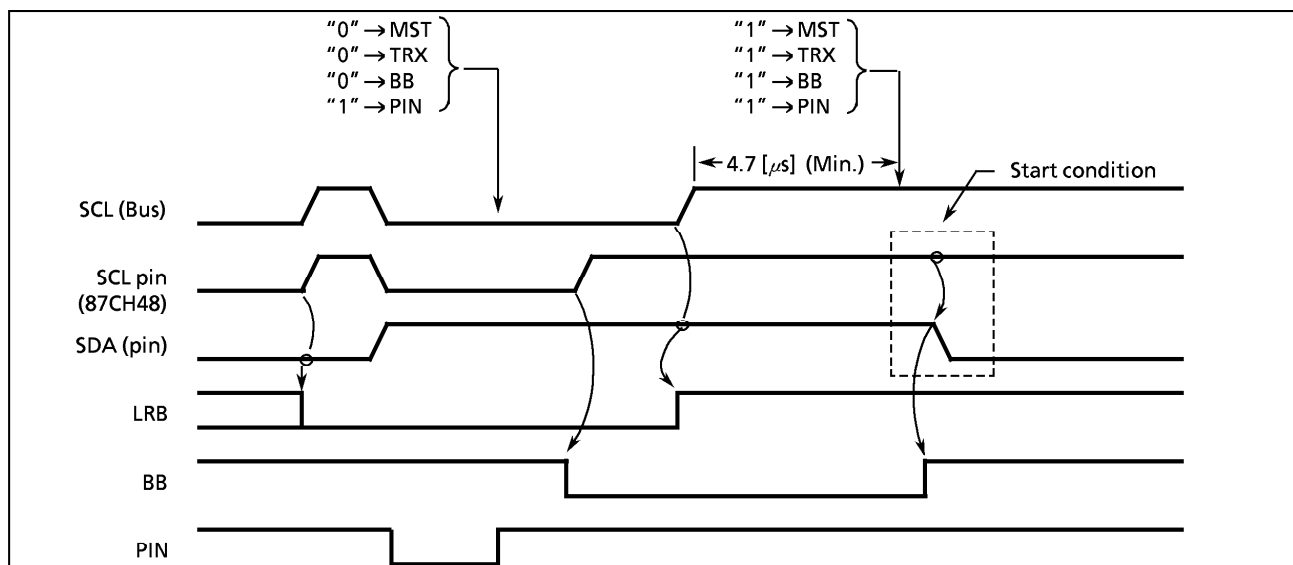 “0” → MST
“0” → TRX
“0” → BB
“1” → PIN
“1” → MST
“1” → TRX
“1” → BB
“1” → PIN
4.7 [μs] (Min.)
Start condition
SCL (Bus)
SCL pin
(87CH48)
SDA (pin)
LRB
BB
PIN